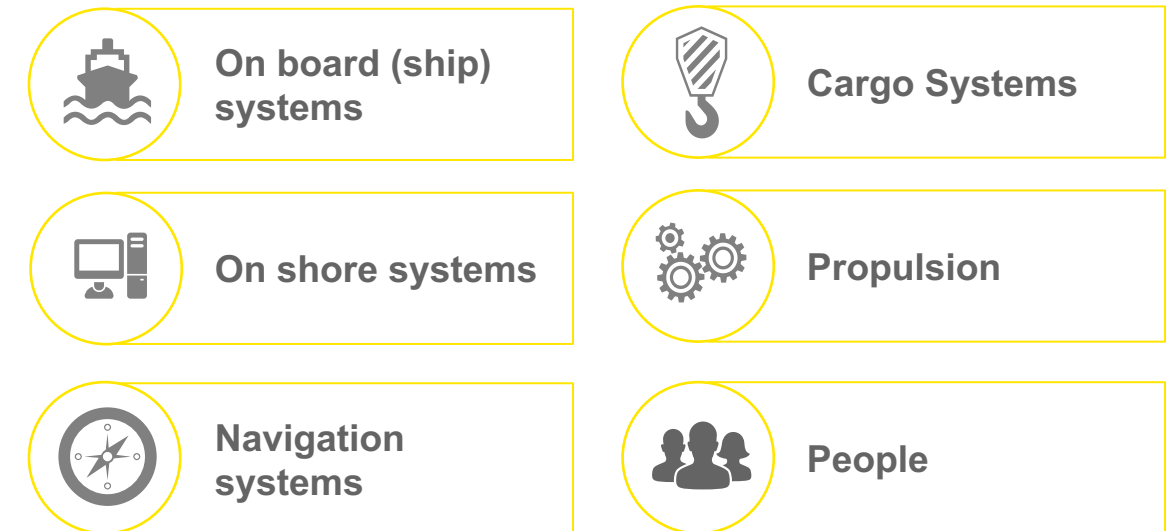 On board (ship)
systems
Cargo Systems
On shore systems
Propulsion
Navigation
systems
People